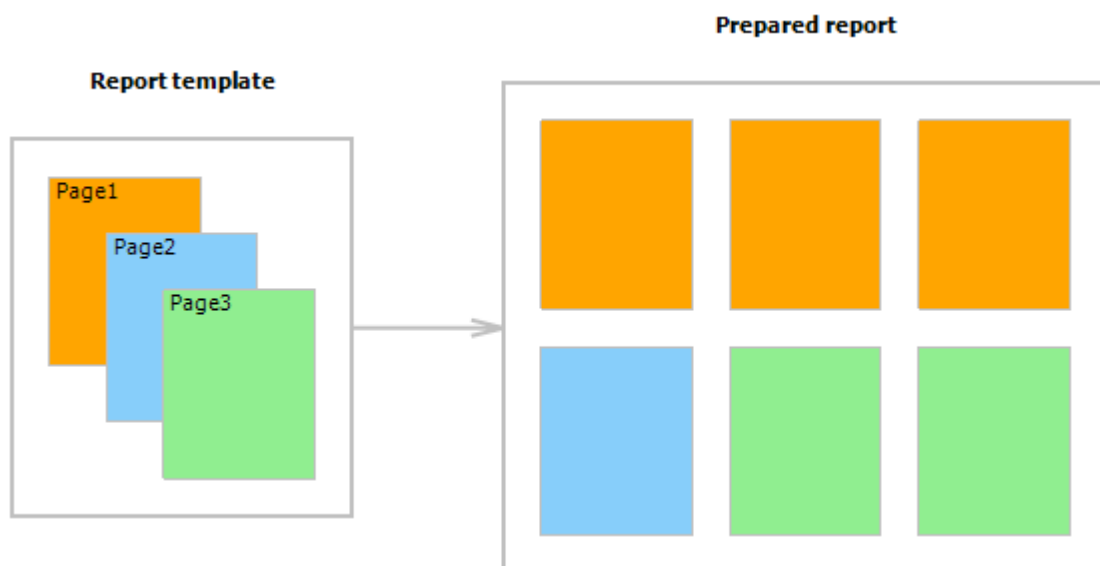 Prepared report
Report template
Page1
Page2
Page3